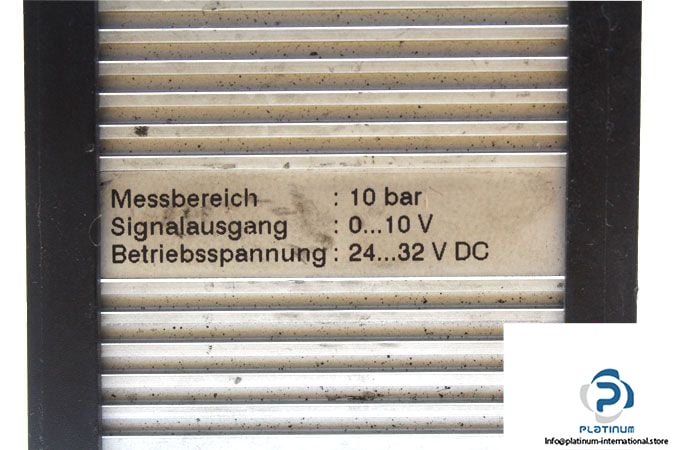 Messbereich : 10 bar
Signalausgang : 0...10 V
Betriebsspannung : 24...32 V DC
PLATINUM
Info@platinum-international.store